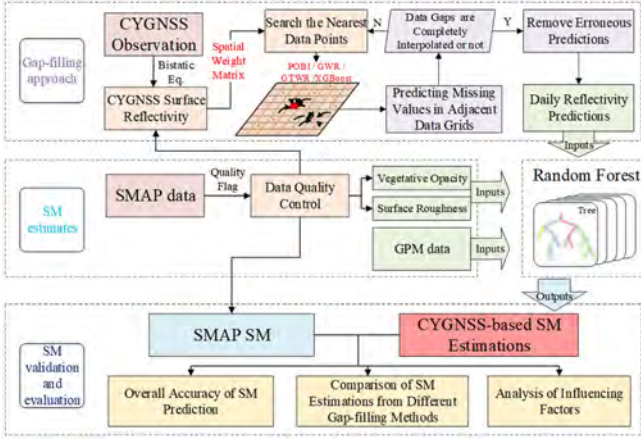 Gap-filling
approach
CYGNSS
Observation
Bistatic
Eq.
CYGNSS Surface
Reflectivity
Spatial
Weight
Matrix
Search the Nearest
Data Points
N
Data Gaps are
Completely
Interpolated or not
Y
Remove Erroneous
Predictions
POBI / GWR /
GTWR /XGBoost
Predicting Missing
Values in Adjacent
Data Grids
Daily Reflectivity
Predictions
Inputs
SM
estimates
SMAP data
Quality
Flag
Data Quality
Control
Vegetative Opacity
Surface Roughness
Inputs
GPM data
Inputs
Random Forest
Tree
Outputs
SM
validation
and
evaluation
SMAP SM
CYGNSS-based SM
Estimations
Overall Accuracy of SM
Prediction
Comparison of SM
Estimations from Different
Gap-filling Methods
Analysis of Influencing
Factors